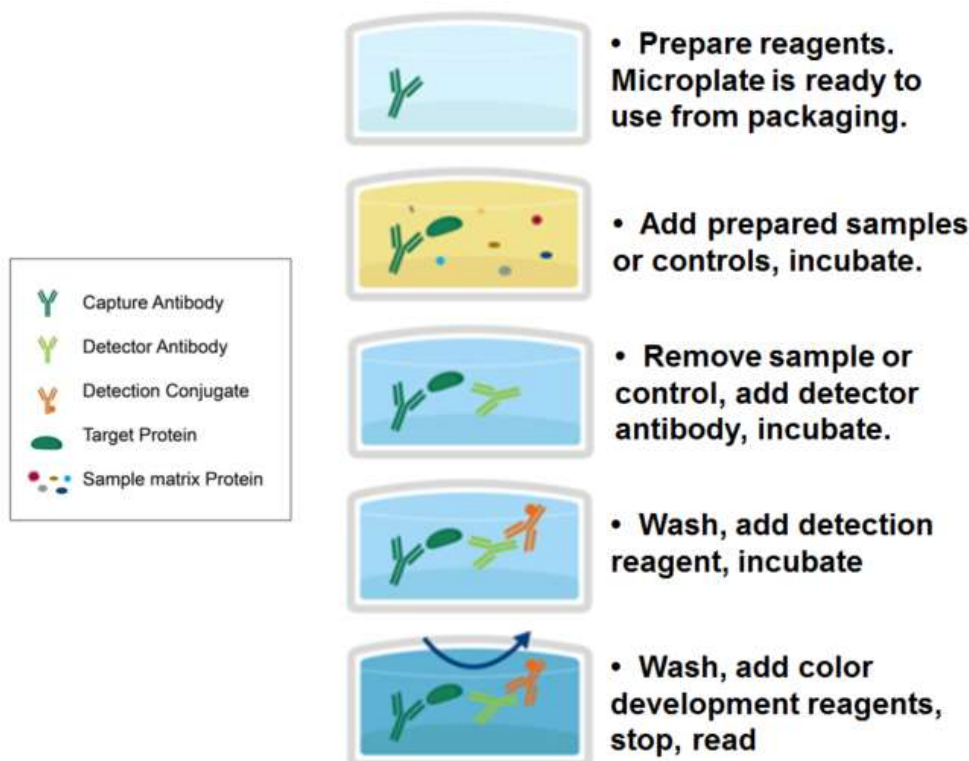 • Prepare reagents.
Microplate is ready to
use from packaging.
• Add prepared samples
or controls, incubate.
Capture Antibody
Detector Antibody
Detection Conjugate
Target Protein
Sample matrix Protein
• Remove sample or
control, add detector
antibody, incubate.
• Wash, add detection
reagent, incubate
• Wash, add color
development reagents,
stop, read